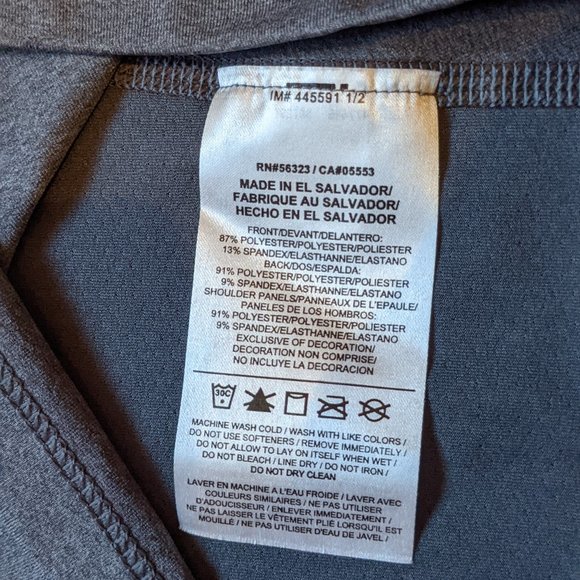 IM# 445591 1/2
RN#56323 / CA#05553
MADE IN EL SALVADOR/
FABRIQUE AU SALVADOR/
HECHO EN EL SALVADOR
FRONT/DEVANT/DELANTERO:
87% POLYESTER/POLYESTER/POLIESTER
13% SPANDEX/ELASTHANNE/ELASTANO
BACK/DOS/ESPALDA:
91% POLYESTER/POLYESTER/POLIESTER
9% SPANDEX/ELASTHANNE/ELASTANO
SHOULDER PANELS/PANNEAUX DE L'EPAULE/
PANELES DE LOS HOMBROS:
91% POLYESTER/POLYESTER/POLIESTER
9% SPANDEX/ELASTHANNE/ELASTANO
EXCLUSIVE OF DECORATION/
DECORATION NON COMPRISE/
NO INCLUYE LA DECORACION
30C
MACHINE WASH COLD / WASH WITH LIKE COLORS /
DO NOT USE SOFTENERS / REMOVE IMMEDIATELY /
DO NOT ALLOW TO LAY ON ITSELF WHEN WET /
DO NOT BLEACH / LINE DRY / DO NOT IRON /
DO NOT DRY CLEAN
LAVER EN MACHINE A L'EAU FROIDE / LAVER AVEC
COULEURS SIMILAIRES / NE PAS UTILISER
D'ADOUCISSEUR / ENLEVER IMMEDIATEMENT /
NE PAS LAISSER LE VÊTEMENT PLIÉ LORSQU'IL EST
MOUILLÉ / NE PAS UTILISER D'EAU DE JAVEL /